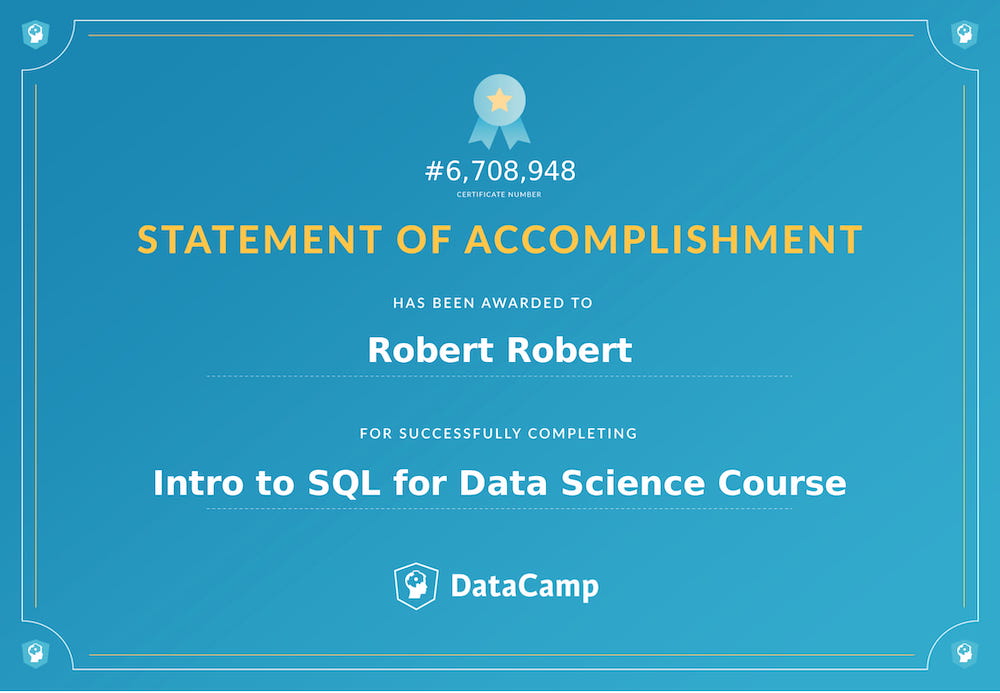 #6,708,948
CERTIFICATE NUMBER
STATEMENT OF ACCOMPLISHMENT
HAS BEEN AWARDED TO
Robert Robert
FOR SUCCESSFULLY COMPLETING
Intro to SQL for Data Science Course
DataCamp